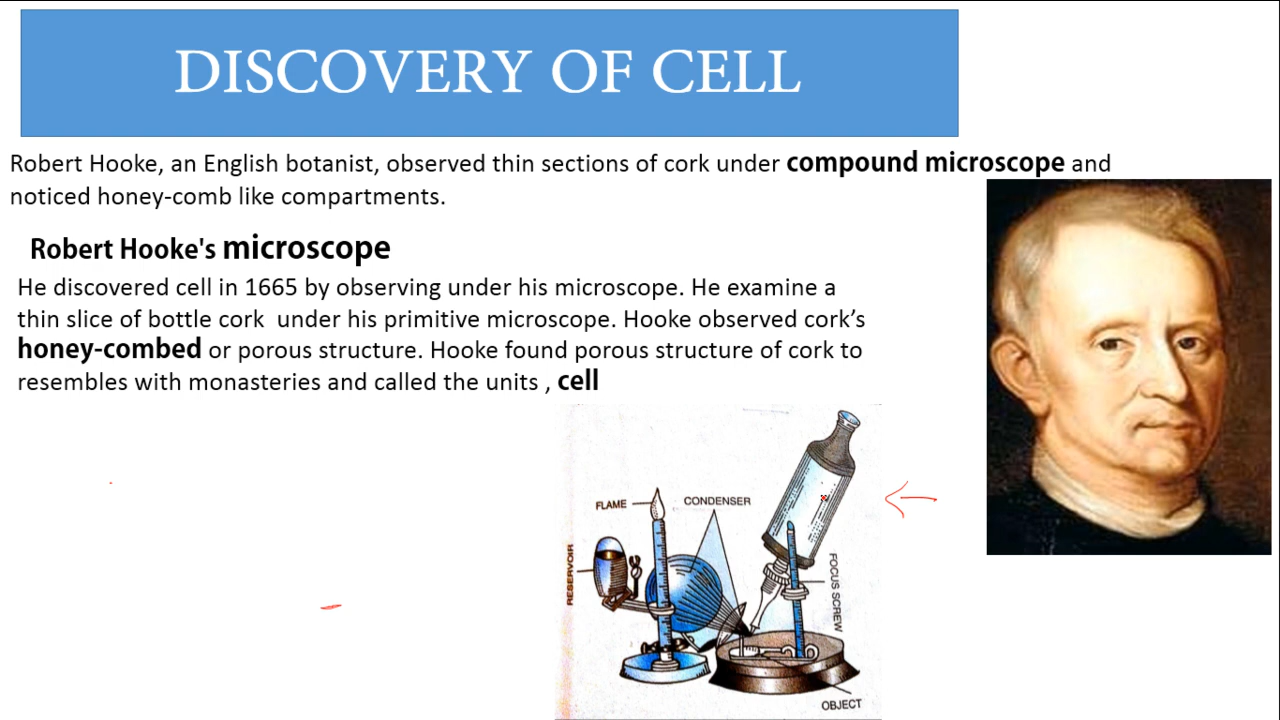 DISCOVERY OF CELL
Robert Hooke, an English botanist, observed thin sections of cork under compound microscope and
noticed honey-comb like compartments.
Robert Hooke's microscope
He discovered cell in 1665 by observing under his microscope. He examine a
thin slice of bottle cork under his primitive microscope. Hooke observed cork’s
honey-combed or porous structure. Hooke found porous structure of cork to
resembles with monasteries and called the units , cell
FLAME
CONDENSER
RESERVOIR
FOCUS SCREW
OBJECT